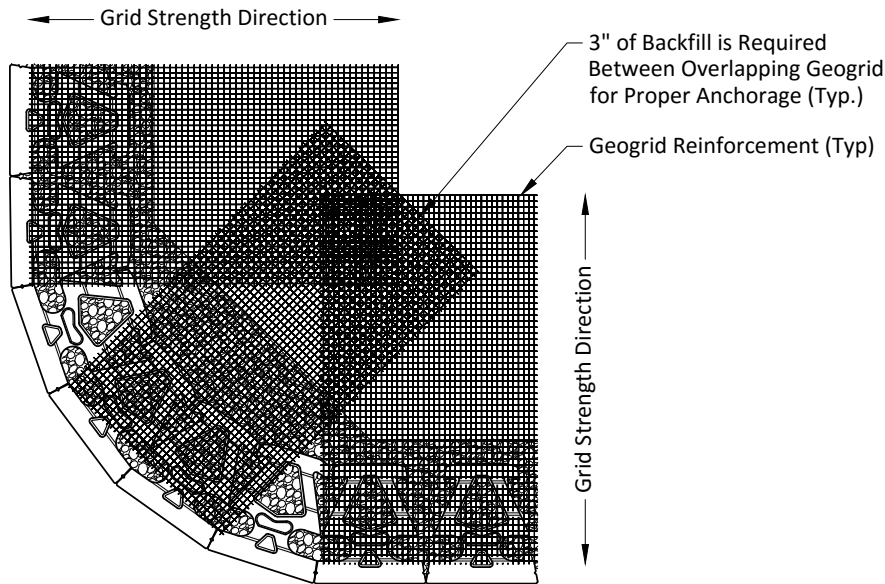 Grid Strength Direction
3" of Backfill is Required
Between Overlapping Geogrid
for Proper Anchorage (Typ.)
Geogrid Reinforcement (Typ)
Grid Strength Direction